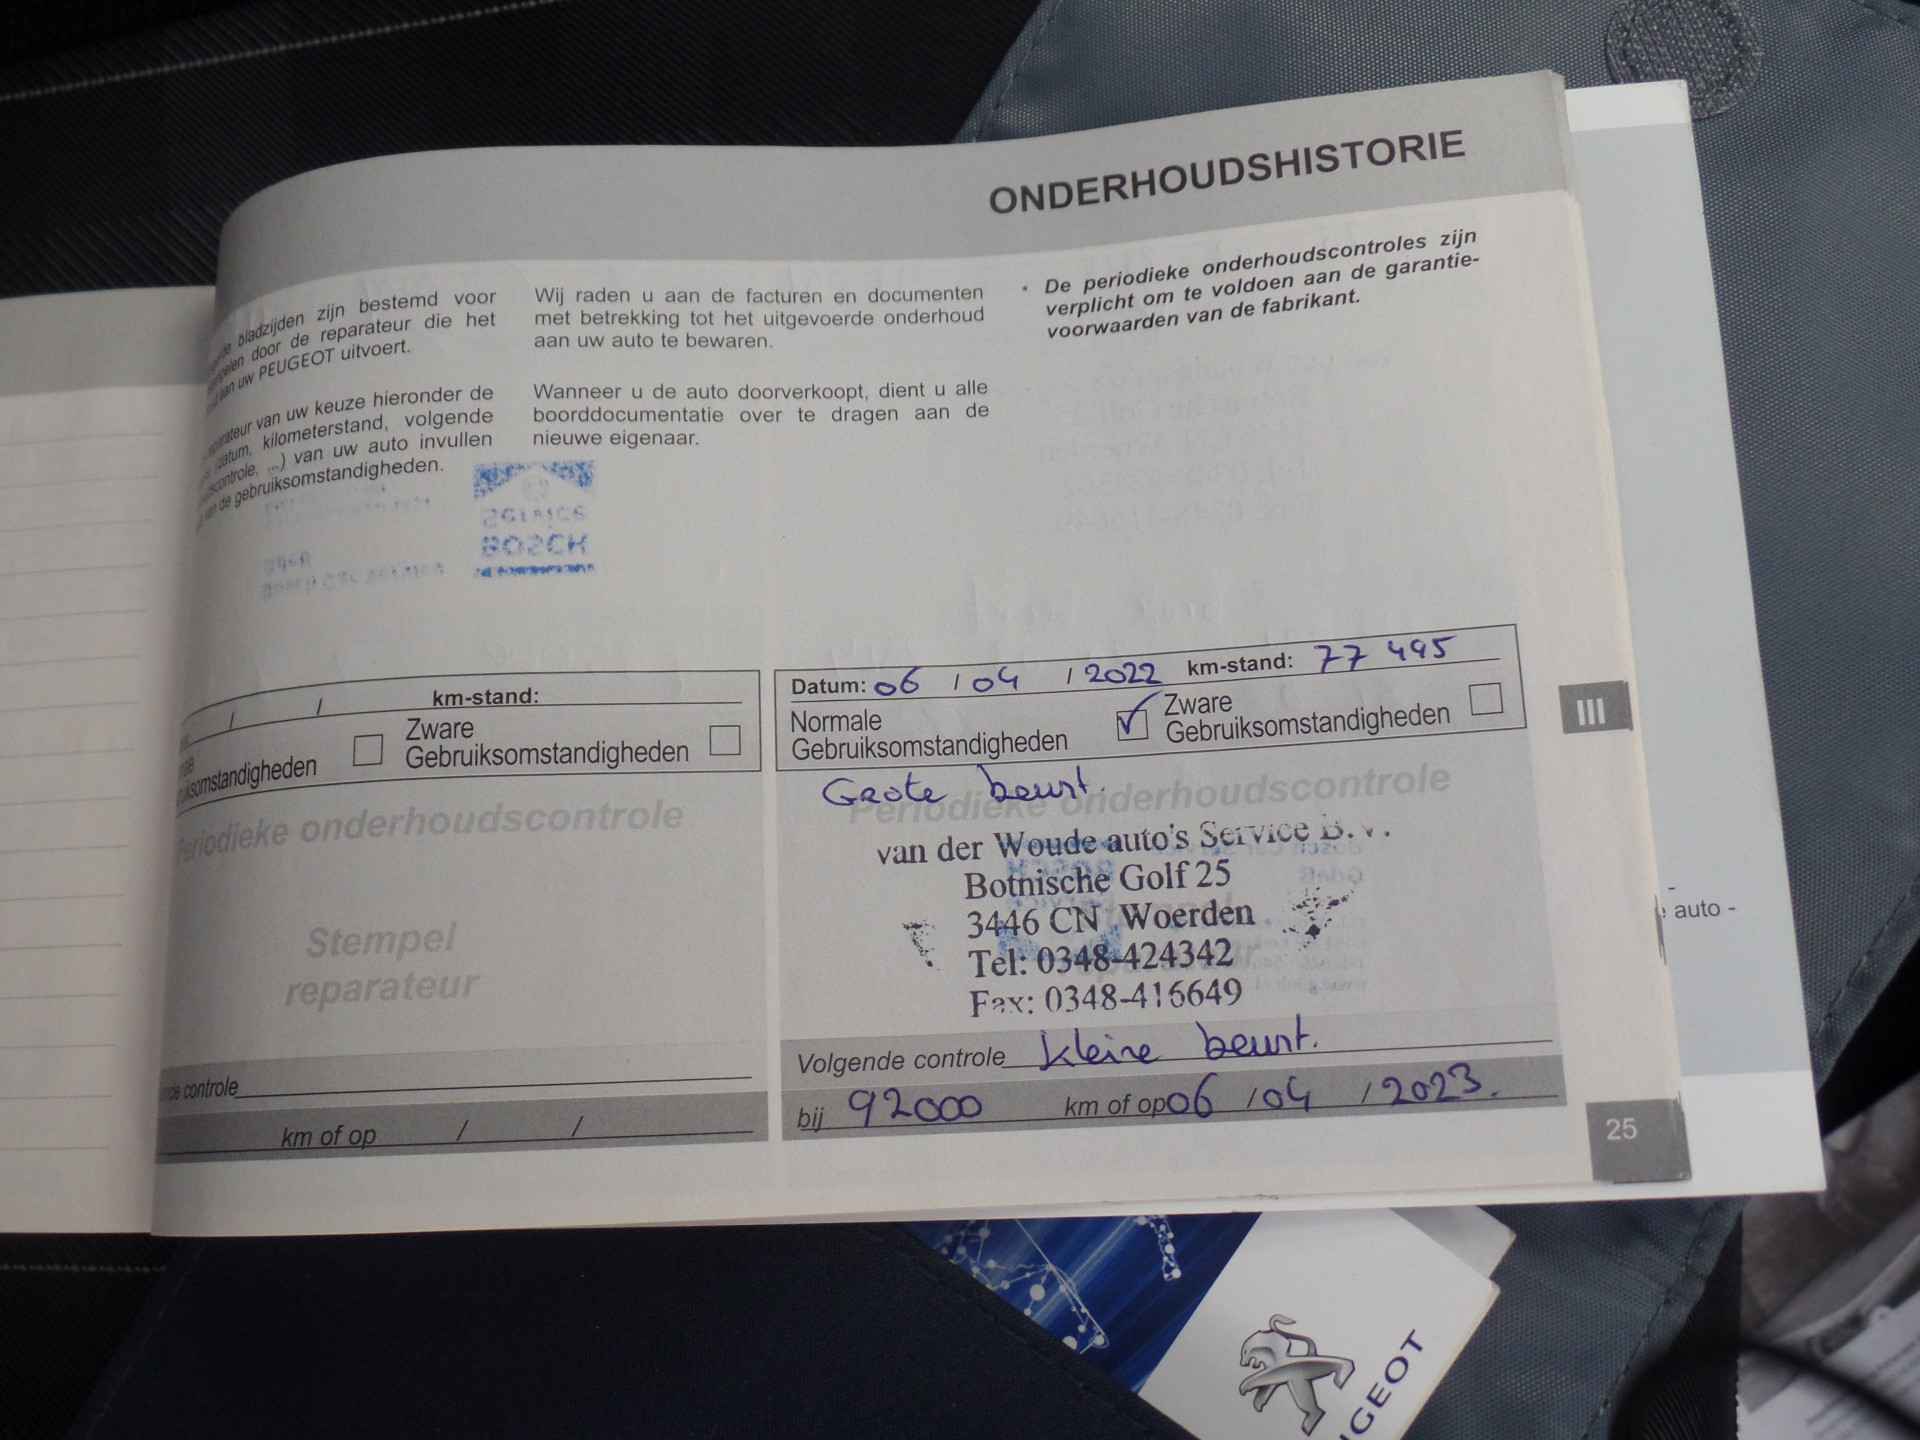 ONDERHOUDSHISTORIE
bladzijden zijn bestemd voor
door de reparateur die het
uw PEUGEOT uitvoert.
van uw keuze hieronder de
kilometerstand, volgende
...) van uw auto invullen
de gebruiksomstandigheden.
Wij raden u aan de facturen en documenten
met betrekking tot het uitgevoerde onderhoud
aan uw auto te bewaren.
Wanneer u de auto doorverkoopt, dient u alle
boorddocumentatie over te dragen aan de
nieuwe eigenaar.
• De periodieke onderhoudscontroles zijn
verplicht om te voldoen aan de garantie-
voorwaarden van de fabrikant.
/ / km-stand:
Zware
Gebruiksomstandigheden
Periodieke onderhoudscontrole
Stempel
reparateur
controle
km of op / /
Datum: 06 / 04 / 2022 km-stand: 77 495
Normale
Gebruiksomstandigheden
Zware
Gebruiksomstandigheden
Grote beurt.
Periodieke onderhoudscontrole
van der Woude auto's Service B.V.
Botnische Golf 25
3446 CN Woerden
Tel: 0348-424342
Fax: 0348-416649
Volgende controle kleine beurt.
bij 92000 km of op 06 / 04 / 2023.
III
25
auto -